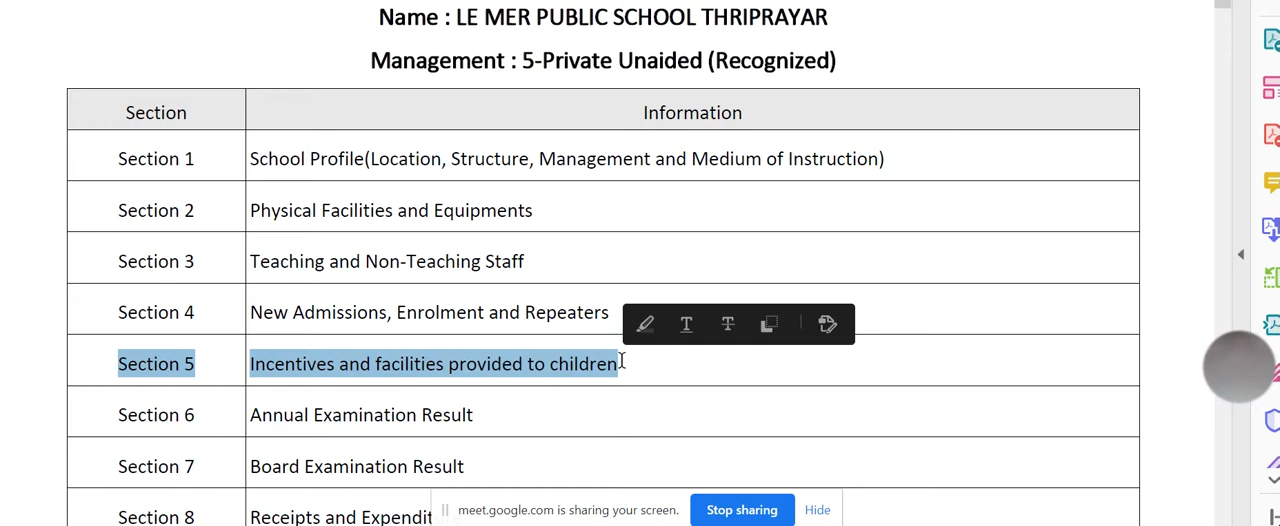 Name : LE MER PUBLIC SCHOOL THRIPRAYAR
Management : 5-Private Unaided (Recognized)
Section Information
Section 1 School Profile(Location, Structure, Management and Medium of Instruction)
Section 2 Physical Facilities and Equipments
Section 3 Teaching and Non-Teaching Staff
Section 4 New Admissions, Enrolment and Repeaters
Section 5 Incentives and facilities provided to children
Section 6 Annual Examination Result
Section 7 Board Examination Result
Section 8 Receipts and
meet.google.com is sharing your screen. Stop sharing Hide